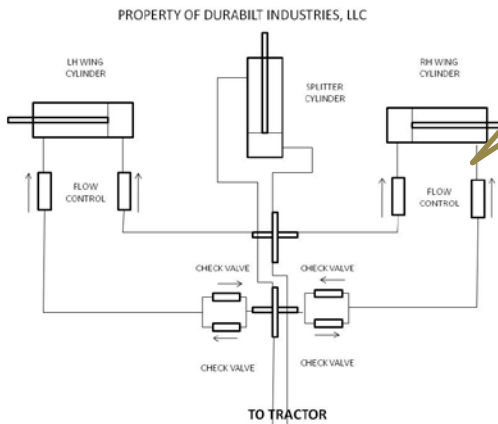 PROPERTY OF DURABILT INDUSTRIES, LLC
LH WING
CYLINDER
SPLITTER
CYLINDER
RH WING
CYLINDER
FLOW
CONTROL
FLOW
CONTROL
CHECK VALVE
CHECK VALVE
CHECK VALVE
CHECK VALVE
TO TRACTOR